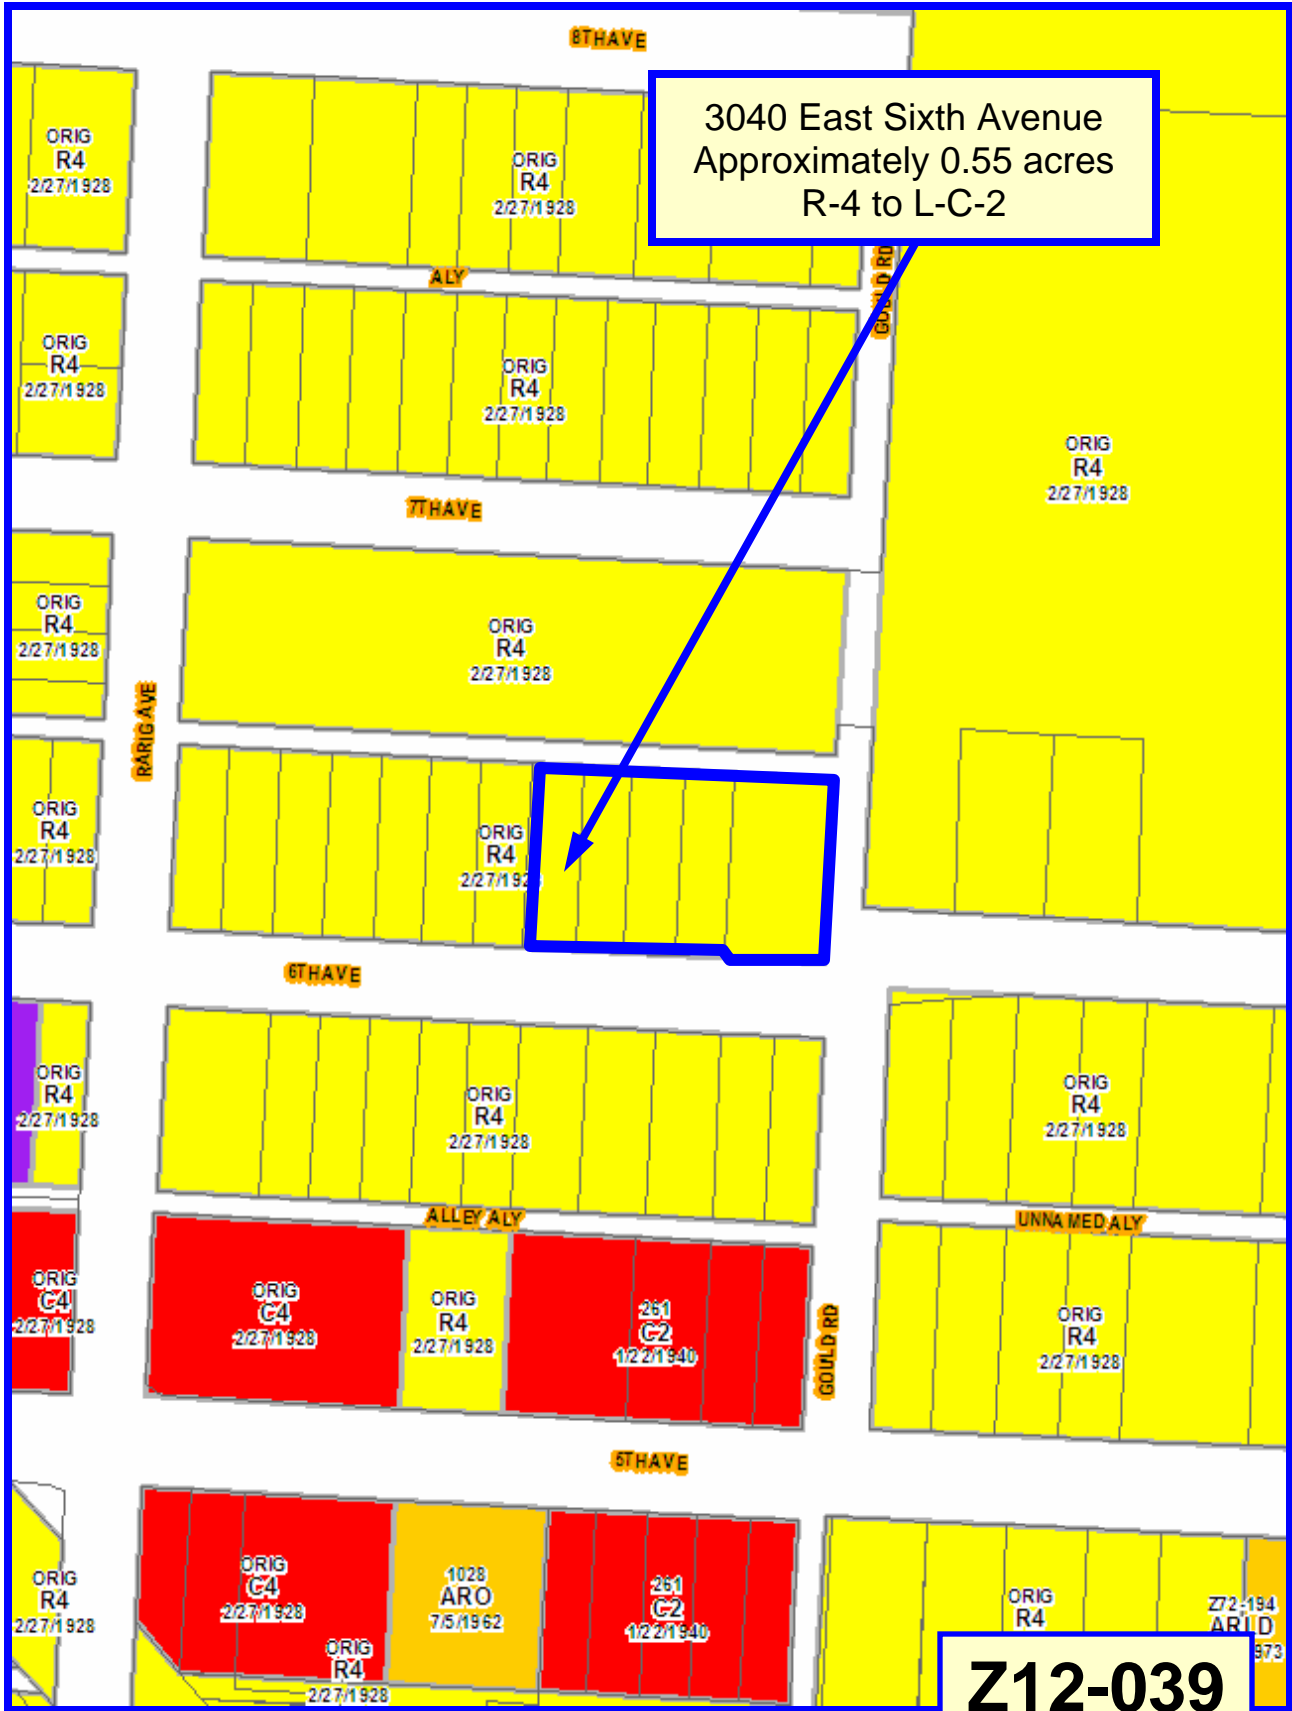 8TH AVE
3040 East Sixth Avenue
Approximately 0.55 acres
R-4 to L-C-2
ORIG
R4
2/27/1928
ORIG
R4
2/27/1928
ALY
GOULD RD
ORIG
R4
2/27/1928
ORIG
R4
2/27/1928
ORIG
R4
2/27/1928
7TH AVE
ORIG
R4
2/27/1928
ORIG
R4
2/27/1928
RARIG AVE
ORIG
R4
2/27/1928
ORIG
R4
2/27/1928
6TH AVE
ORIG
R4
2/27/1928
ORIG
R4
2/27/1928
ORIG
R4
2/27/1928
ALLEY ALY
UNNAMED ALY
ORIG
C4
2/27/1928
ORIG
C4
2/27/1928
ORIG
R4
2/27/1928
261
C2
1/22/1940
GOULD RD
ORIG
R4
2/27/1928
5TH AVE
ORIG
R4
2/27/1928
ORIG
C4
2/27/1928
1028
ARO
7/5/1962
261
C2
1/22/1940
ORIG
R4
Z72-194
ARLD
973
ORIG
R4
2/27/1928
Z12-039